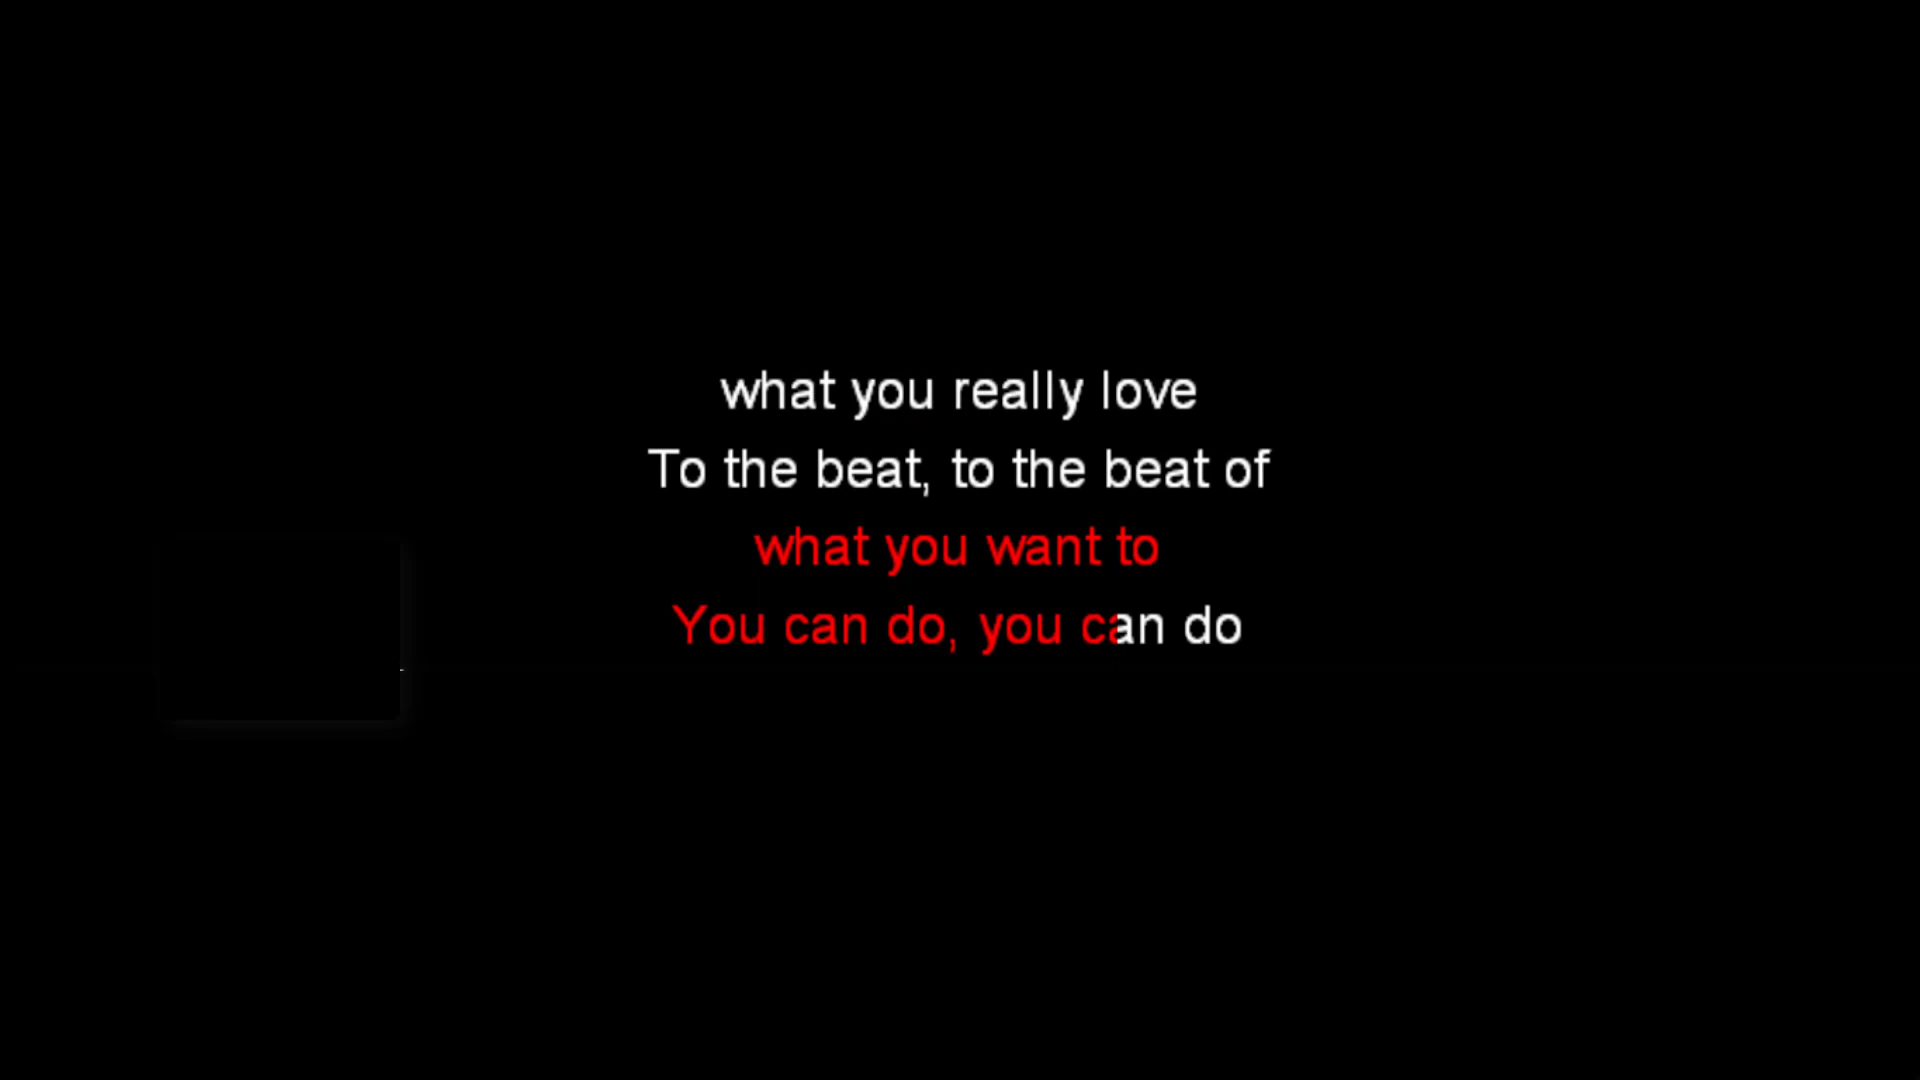 what you really love
To the beat, to the beat of
what you want to
You can do, you can do